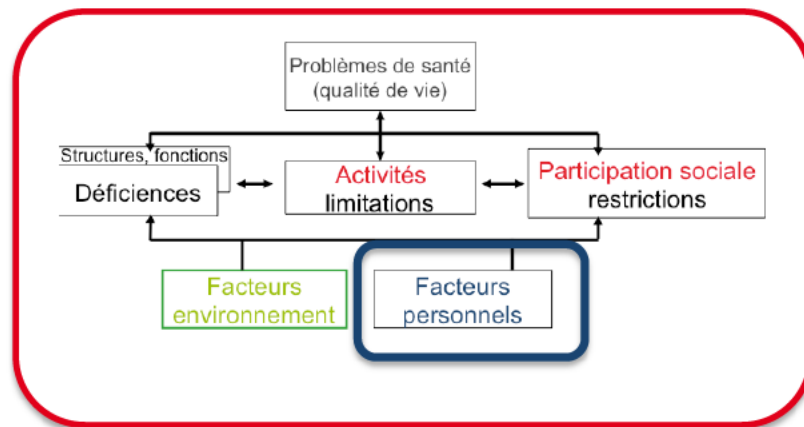 Problèmes de santé
(qualité de vie)
Structures, fonctions
Déficiences
Activités
limitations
Participation sociale
restrictions
Facteurs
environnement
Facteurs
personnels